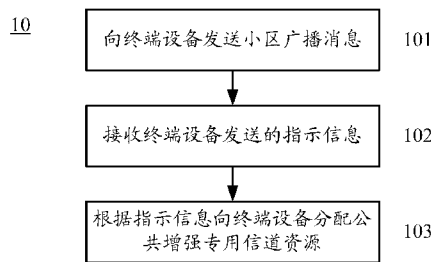 10
向终端设备发送小区广播消息
101
接收终端设备发送的指示信息
102
根据指示信息向终端设备分配公
共增强专用信道资源
103